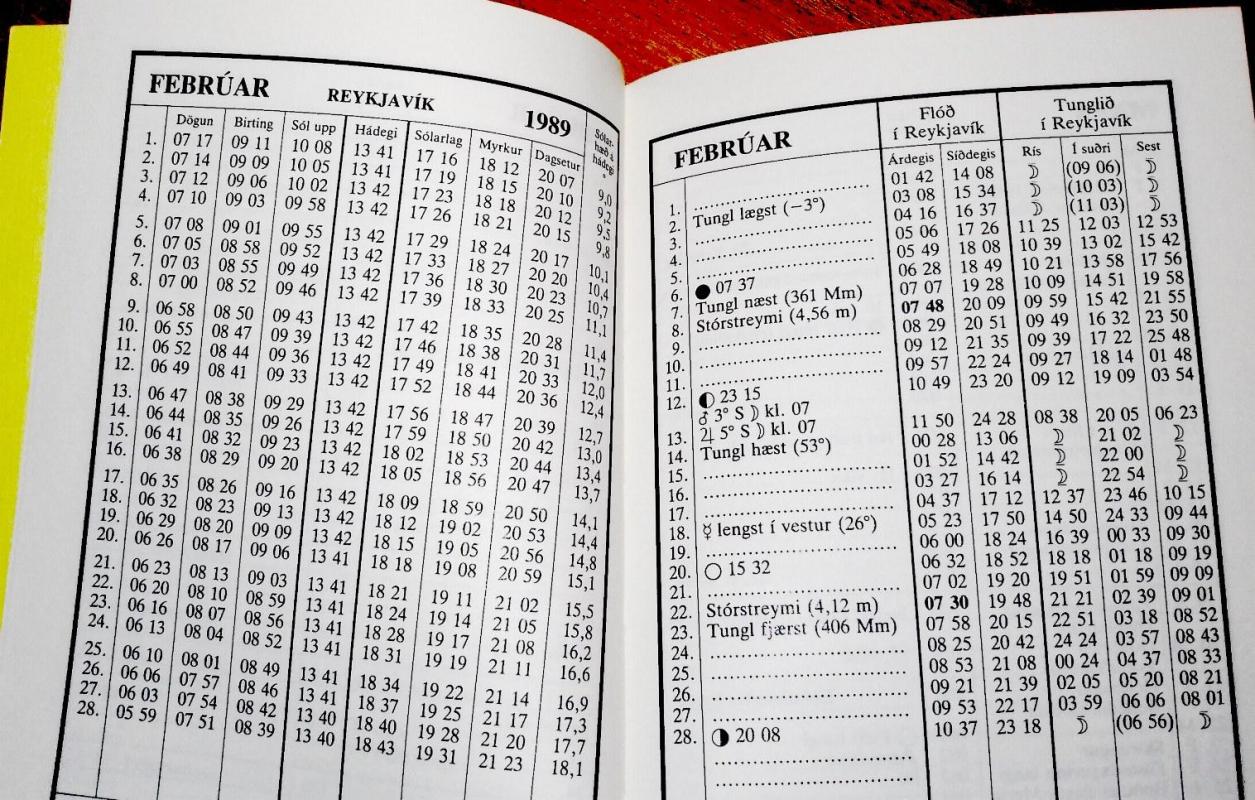 FEBRÚAR REYKJAVÍK 1989
Dögun Birting Sól upp Hádegi Sólarlag Myrkur Dagsetur Sólarhæð á hádegi
1. 07 17 09 11 10 08 13 41 17 16 18 12 20 07 9,0
2. 07 14 09 09 10 05 13 41 17 19 18 15 20 10 9,2
3. 07 12 09 06 10 02 13 42 17 23 18 18 20 12 9,5
4. 07 10 09 03 09 58 13 42 17 26 18 21 20 15 9,8
5. 07 08 09 01 09 55 13 42 17 29 18 24 20 17 10,1
6. 07 05 08 58 09 52 13 42 17 33 18 27 20 20 10,4
7. 07 03 08 55 09 49 13 42 17 36 18 30 20 23 10,7
8. 07 00 08 52 09 46 13 42 17 39 18 33 20 25 11,1
9. 06 58 08 50 09 43 13 42 17 42 18 35 20 28 11,4
10. 06 55 08 47 09 39 13 42 17 46 18 38 20 31 11,7
11. 06 52 08 44 09 36 13 42 17 49 18 41 20 33 12,0
12. 06 49 08 41 09 33 13 42 17 52 18 44 20 36 12,4
13. 06 47 08 38 09 29 13 42 17 56 18 47 20 39 12,7
14. 06 44 08 35 09 26 13 42 17 59 18 50 20 42 13,0
15. 06 41 08 32 09 23 13 42 18 02 18 53 20 44 13,4
16. 06 38 08 29 09 20 13 42 18 05 18 56 20 47 13,7
17. 06 35 08 26 09 16 13 42 18 09 18 59 20 50 14,1
18. 06 32 08 23 09 13 13 42 18 12 19 02 20 53 14,4
19. 06 29 08 20 09 09 13 42 18 15 19 05 20 56 14,8
20. 06 26 08 17 09 06 13 41 18 18 19 08 20 59 15,1
21. 06 23 08 13 09 03 13 41 18 21 19 11 21 02 15,5
22. 06 20 08 10 08 59 13 41 18 24 19 14 21 05 15,8
23. 06 16 08 07 08 56 13 41 18 28 19 17 21 08 16,2
24. 06 13 08 04 08 52 13 41 18 31 19 19 21 11 16,6
25. 06 10 08 01 08 49 13 41 18 34 19 22 21 14 16,9
26. 06 06 07 57 08 46 13 41 18 37 19 25 21 17 17,3
27. 06 03 07 54 08 42 13 40 18 40 19 28 21 20 17,7
28. 05 59 07 51 08 39 13 40 18 43 19 31 21 23 18,1
FEBRÚAR Flóð í Reykjavík Tunglið í Reykjavík
Árdegis Síðdegis Rís Í suðri Sest
1. 01 42 14 08 ☽ (09 06) ☽
2. Tungl lægst (−3°) 03 08 15 34 ☽ (10 03) ☽
3. 04 16 16 37 ☽ (11 03) ☽
4. 05 06 17 26 11 25 12 03 12 53
5. 05 49 18 08 10 39 13 02 15 42
6. ● 07 37 06 28 18 49 10 21 13 58 17 56
7. Tungl næst (361 Mm) 07 07 19 28 10 09 14 51 19 58
8. Stórstreymi (4,56 m) 07 48 20 09 09 59 15 42 21 55
9. 08 29 20 51 09 49 16 32 23 50
10. 09 12 21 35 09 39 17 22 25 48
11. 09 57 22 24 09 27 18 14 01 48
12. ◐ 23 15 10 49 23 20 09 12 19 09 03 54
♂ 3° S ☽ kl. 07
13. ♃ 5° S ☽ kl. 07 11 50 24 28 08 38 20 05 06 23
14. Tungl hæst (53°) 00 28 13 06 ☽ 21 02 ☽
15. 01 52 14 42 ☽ 22 00 ☽
16. 03 27 16 14 ☽ 22 54 ☽
17. 04 37 17 12 12 37 23 46 10 15
18. ☿ lengst í vestur (26°) 05 23 17 50 14 50 24 33 09 44
19. 06 00 18 24 16 39 00 33 09 30
20. ○ 15 32 06 32 18 52 18 18 01 18 09 19
21. 07 02 19 20 19 51 01 59 09 09
22. Stórstreymi (4,12 m) 07 30 19 48 21 21 02 39 09 01
23. Tungl fjærst (406 Mm) 07 58 20 15 22 51 03 18 08 52
24. 08 25 20 42 24 24 03 57 08 43
25. 08 53 21 08 00 24 04 37 08 33
26. 09 21 21 39 02 05 05 20 08 21
27. 09 53 22 17 03 59 06 06 08 01
28. ◑ 20 08 10 37 23 18 ☽ (06 56) ☽